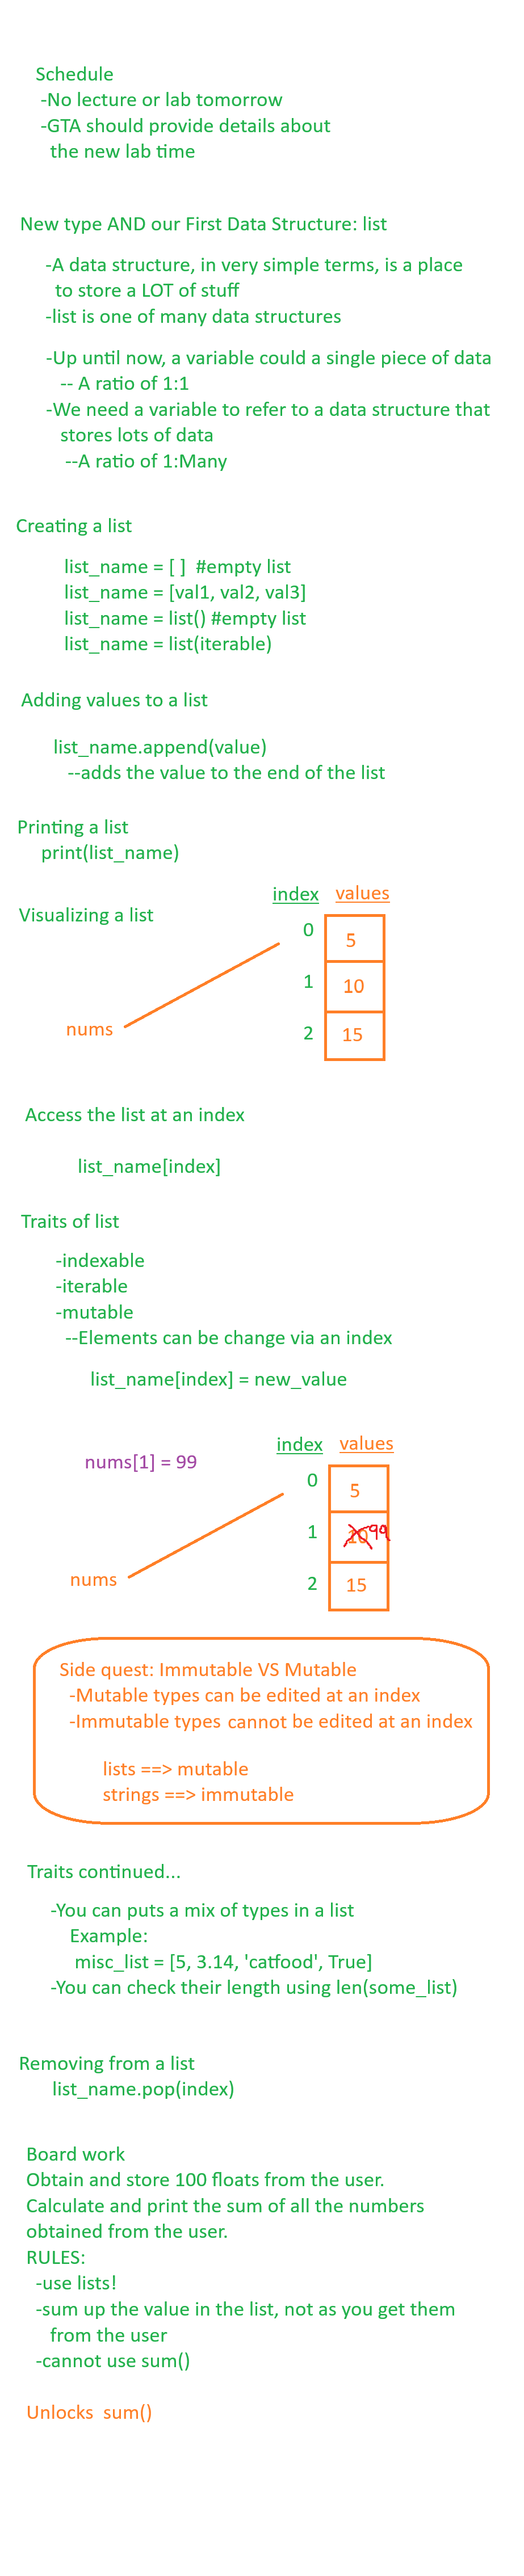 Schedule
-No lecture or lab tomorrow
-GTA should provide details about
the new lab time
New type AND our First Data Structure: list
-A data structure, in very simple terms, is a place
to store a LOT of stuff
-list is one of many data structures
-Up until now, a variable could a single piece of data
-- A ratio of 1:1
-We need a variable to refer to a data structure that
stores lots of data
--A ratio of 1:Many
Creating a list
list_name = [ ]  #empty list
list_name = [val1, val2, val3]
list_name = list() #empty list
list_name = list(iterable)
Adding values to a list
list_name.append(value)
--adds the value to the end of the list
Printing a list
print(list_name)
index values
Visualizing a list
0 5
1 10
nums
2 15
Access the list at an index
list_name[index]
Traits of list
-indexable
-iterable
-mutable
--Elements can be change via an index
list_name[index] = new_value
index values
nums[1] = 99
0 5
1 10 99
nums
2 15
Side quest: Immutable VS Mutable
-Mutable types can be edited at an index
-Immutable types cannot be edited at an index
lists ==> mutable
strings ==> immutable
Traits continued...
-You can puts a mix of types in a list
Example:
misc_list = [5, 3.14, 'catfood', True]
-You can check their length using len(some_list)
Removing from a list
list_name.pop(index)
Board work
Obtain and store 100 floats from the user.
Calculate and print the sum of all the numbers
obtained from the user.
RULES:
-use lists!
-sum up the value in the list, not as you get them
from the user
-cannot use sum()
Unlocks  sum()